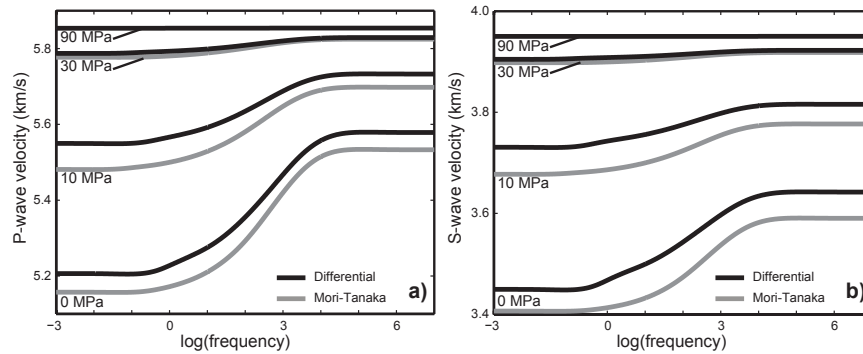 P-wave velocity (km/s)
5.8
5.6
5.4
5.2
90 MPa
30 MPa
10 MPa
0 MPa
Differential
Mori-Tanaka
a)
−3
0
3
6
log(frequency)
S-wave velocity (km/s)
4.0
3.8
3.6
3.4
90 MPa
30 MPa
10 MPa
0 MPa
Differential
Mori-Tanaka
b)
−3
0
3
6
log(frequency)